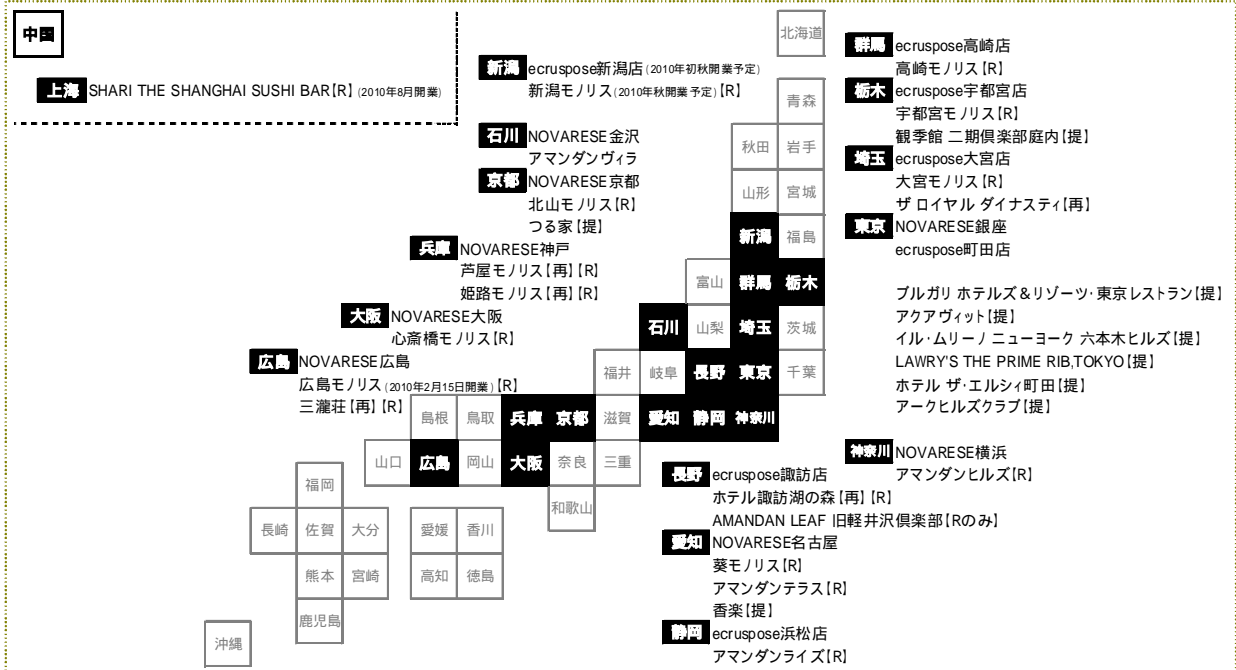 中国
上海 SHARI THE SHANGHAI SUSHI BAR【R】 (2010年8月開業)
新潟 ecruspose新潟店 (2010年初秋開業予定)
新潟モノリス (2010年秋開業予定)【R】
石川 NOVARESE金沢
アマンダンヴィラ
京都 NOVARESE京都
北山モノリス【R】
つる家【提】
兵庫 NOVARESE神戸
芦屋モノリス【再】【R】
姫路モノリス【再】【R】
大阪 NOVARESE大阪
心斎橋モノリス【R】
広島 NOVARESE広島
広島モノリス (2010年2月15日開業)【R】
三瀧荘【再】【R】
群馬 ecruspose高崎店
高崎モノリス【R】
栃木 ecruspose宇都宮店
宇都宮モノリス【R】
観季館 二期倶楽部庭内【提】
埼玉 ecruspose大宮店
大宮モノリス【R】
ザ ロイヤル ダイナスティ【再】
東京 NOVARESE銀座
ecruspose町田店
ブルガリ ホテルズ&リゾーツ・東京レストラン【提】
アクアヴィット【提】
イル・ムリーノ ニューヨーク 六本木ヒルズ【提】
LAWRY'S THE PRIME RIB,TOKYO【提】
ホテル ザ・エルシィ町田【提】
アークヒルズクラブ【提】
神奈川 NOVARESE横浜
アマンダンヒルズ【R】
長野 ecruspose諏訪店
ホテル諏訪湖の森【再】【R】
AMANDAN LEAF 旧軽井沢倶楽部【Rのみ】
愛知 NOVARESE名古屋
葵モノリス【R】
アマンダンテラス【R】
香楽【提】
静岡 ecruspose浜松店
アマンダンライズ【R】
北海道
青森
秋田 岩手
山形 宮城
新潟 福島
富山 群馬 栃木
石川 山梨 埼玉 茨城
福井 岐阜 長野 東京 千葉
島根 鳥取 兵庫 京都 滋賀 愛知 静岡 神奈川
山口 広島 岡山 大阪 奈良 三重
福岡 和歌山
長崎 佐賀 大分 愛媛 香川
熊本 宮崎 高知 徳島
鹿児島
沖縄